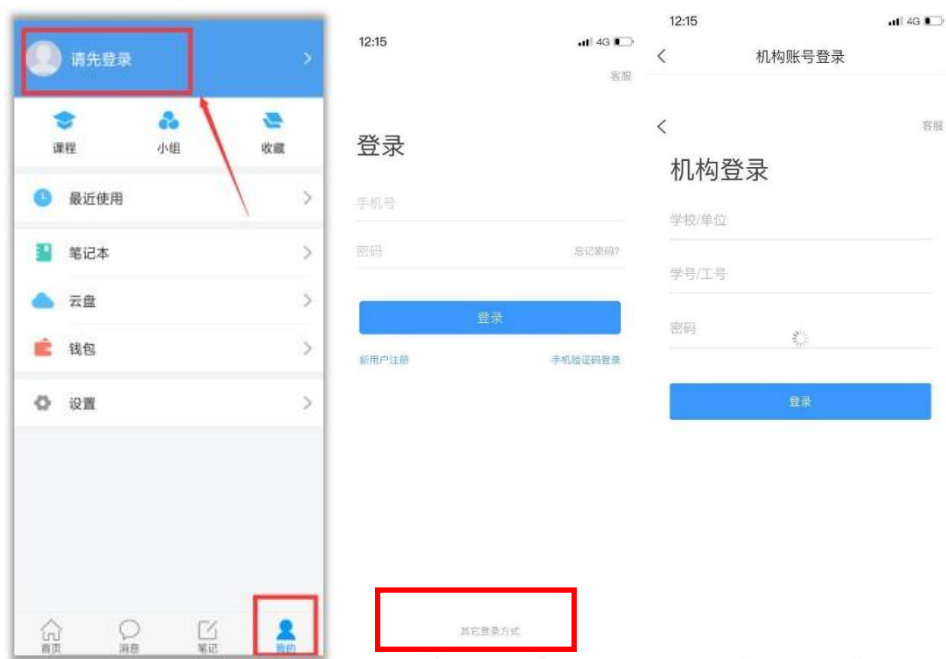 请先登录
课程
小组
收藏
最近使用
笔记本
云盘
钱包
设置
首页
消息
笔记
我的
12:15
4G
客服
登录
手机号
密码
忘记密码?
登录
新用户注册
手机验证码登录
其它登录方式
12:15
4G
机构账号登录
客服
机构登录
学校/单位
学号/工号
密码
登录